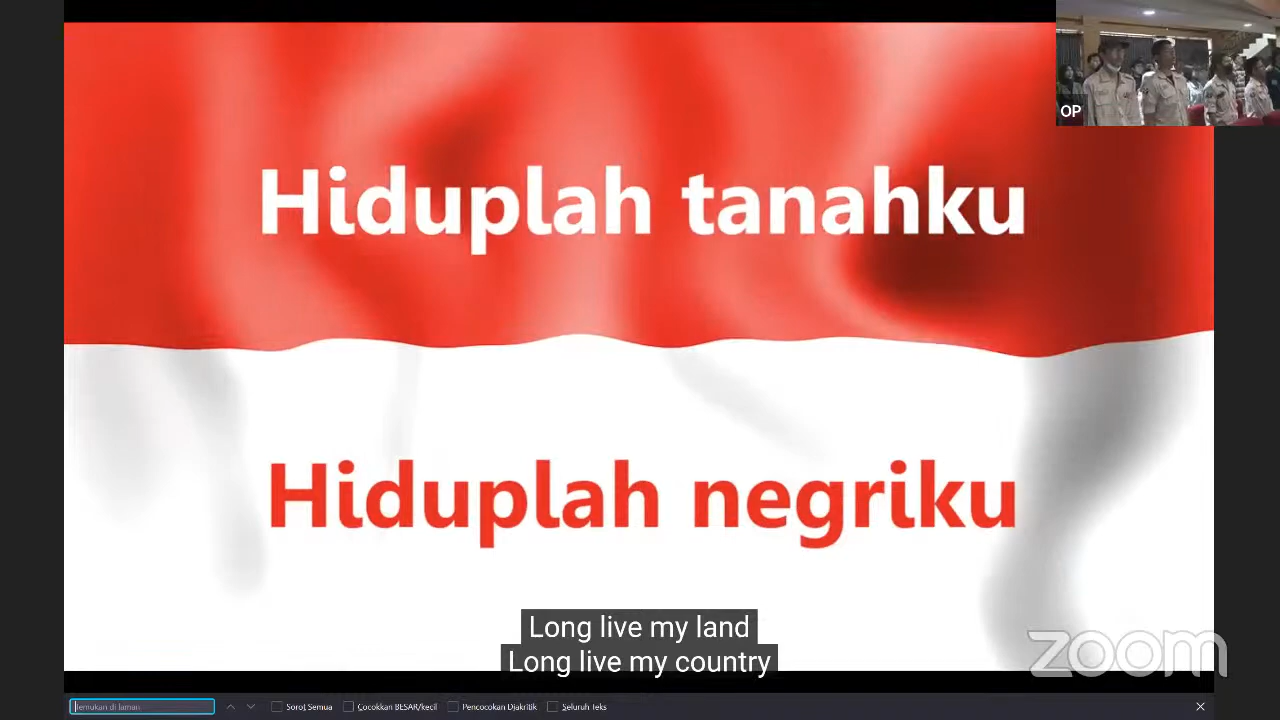 OP
Hiduplah tanahku
Hiduplah negriku
Long live my land
Long live my country
zoom
Temukan di laman
Sorot Semua
Cocokkan BESAR/kecil
Pencocokan Djakritik
Seluruh Teks